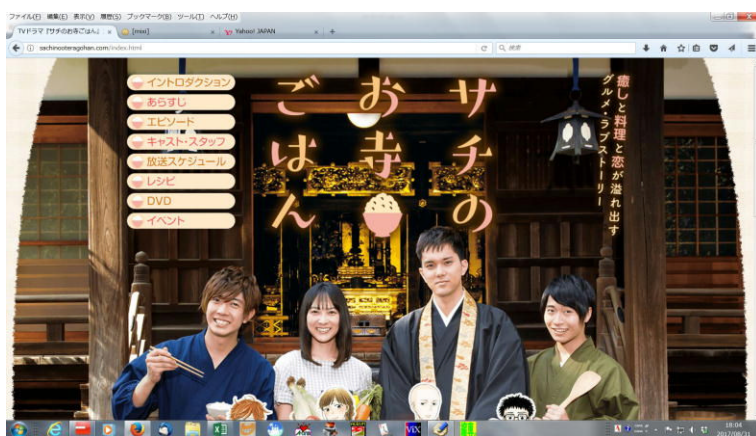 ファイル(F) 編集(E) 表示(V) 履歴(S) ブックマーク(B) ツール(T) ヘルプ(H)
TVドラマ『サチのお寺ごはん』
[mixi]
Yahoo! JAPAN
sachinooteragohan.com/index.html
検索
イントロダクション
あらすじ
エピソード
キャスト・スタッフ
放送スケジュール
レシピ
DVD
イベント
サチの
お寺
ごはん
癒しと料理と恋が溢れ出す
グルメ・ラブストーリー
ViX
18:04
2017/08/31